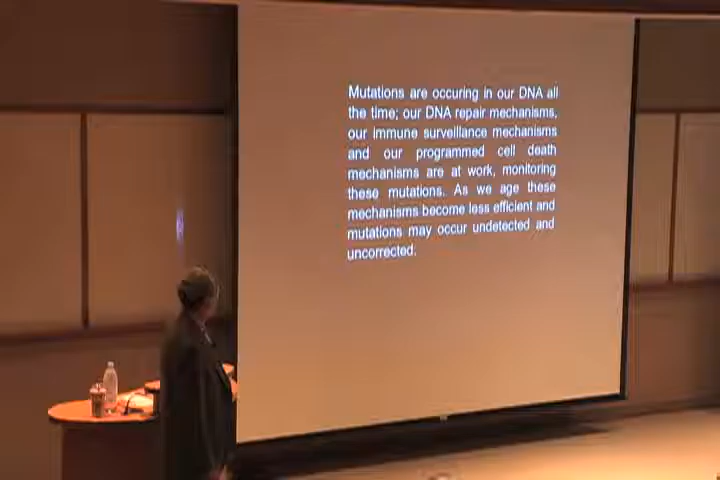 Mutations are occuring in our DNA all
the time; our DNA repair mechanisms,
our immune surveillance mechanisms
and our programmed cell death
mechanisms are at work, monitoring
these mutations. As we age these
mechanisms become less efficient and
mutations may occur undetected and
uncorrected.